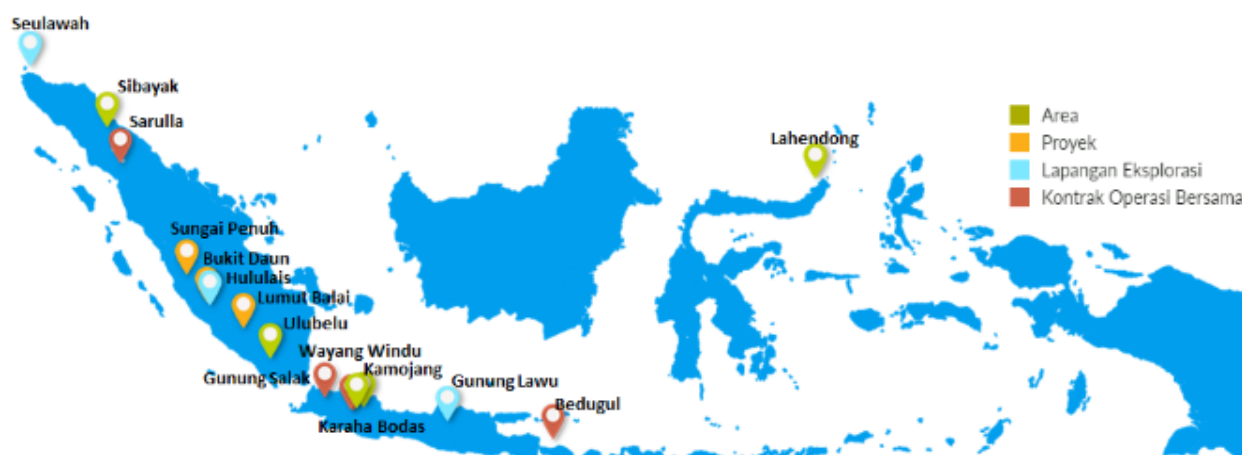 Seulawah
Sibayak
Sarulla
Lahendong
Area
Proyek
Lapangan Eksplorasi
Kontrak Operasi Bersama
Sungai Penuh
Bukit Daun
Hululais
Lumut Balai
Ulubelu
Wayang Windu
Kamojang
Gunung Salak
Gunung Lawu
Bedugul
Karaha Bodas